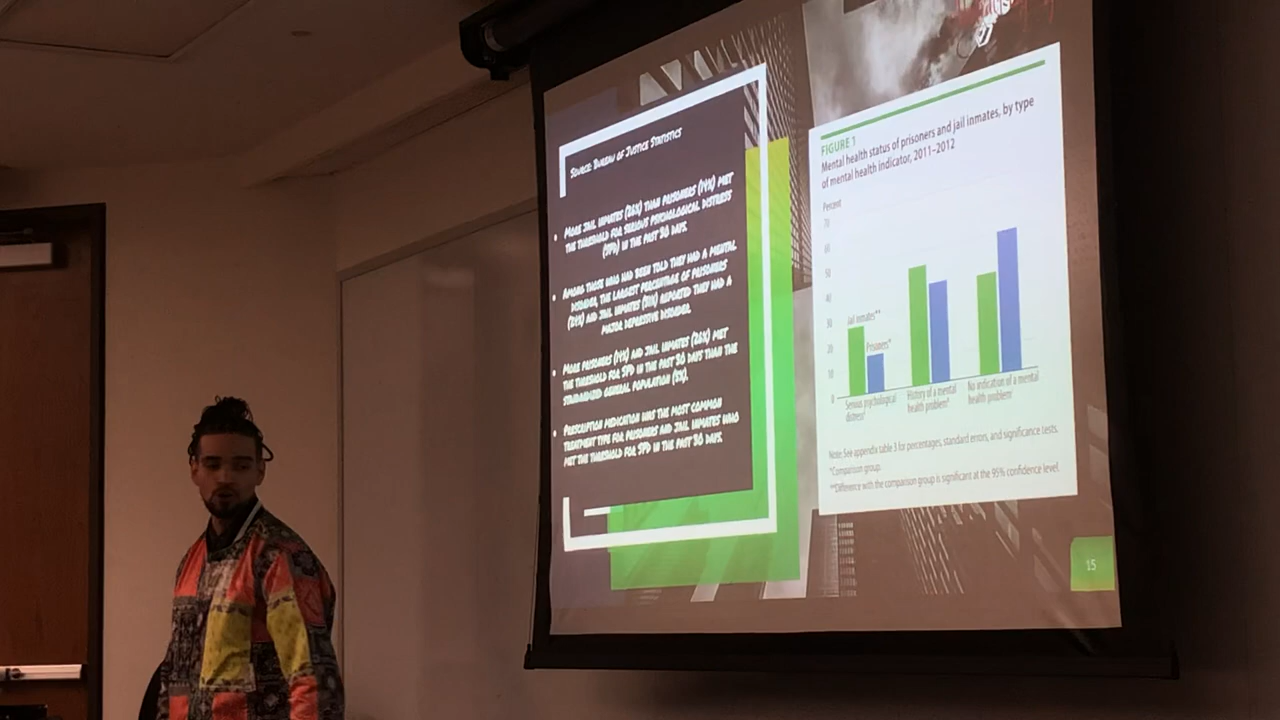 Source: Bureau of Justice Statistics
• More jail inmates (26%) than prisoners (14%) met
the threshold for serious psychological distress
(SPD) in the past 30 days.
• Among those who had been told they had a mental
disorder, the largest percentage of prisoners
(24%) and jail inmates (31%) reported they had a
major depressive disorder.
• More prisoners (14%) and jail inmates (26%) met
the threshold for SPD in the past 30 days than the
standardized general population (5%).
• Prescription medication was the most common
treatment type for prisoners and jail inmates who
met the threshold for SPD in the past 30 days.
FIGURE 1
Mental health status of prisoners and jail inmates, by type
of mental health indicator, 2011–2012
Percent
70
60
50
40
30
20
10
0
Jail inmates**
Prisoners*
Serious psychological
distress
History of a mental
health problem
No indication of a mental
health problem
Note: See appendix table 3 for percentages, standard errors, and significance tests.
*Comparison group.
**Difference with the comparison group is significant at the 95% confidence level.
15